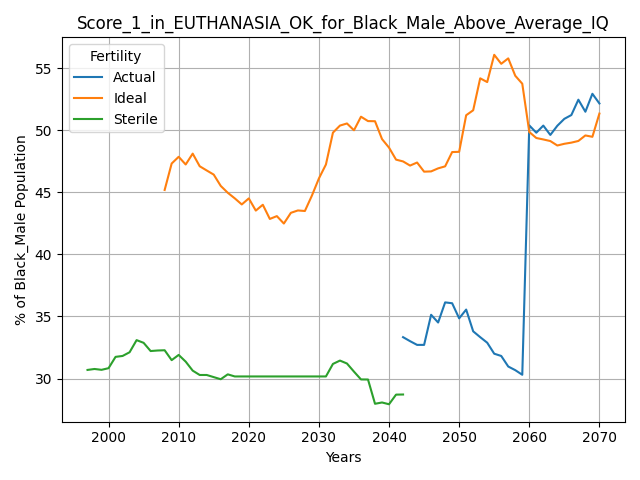 Score_1_in_EUTHANASIA_OK_for_Black_Male_Above_Average_IQ
Fertility
Actual
Ideal
Sterile
% of Black_Male Population
55
50
45
40
35
30
2000 2010 2020 2030 2040 2050 2060 2070
Years